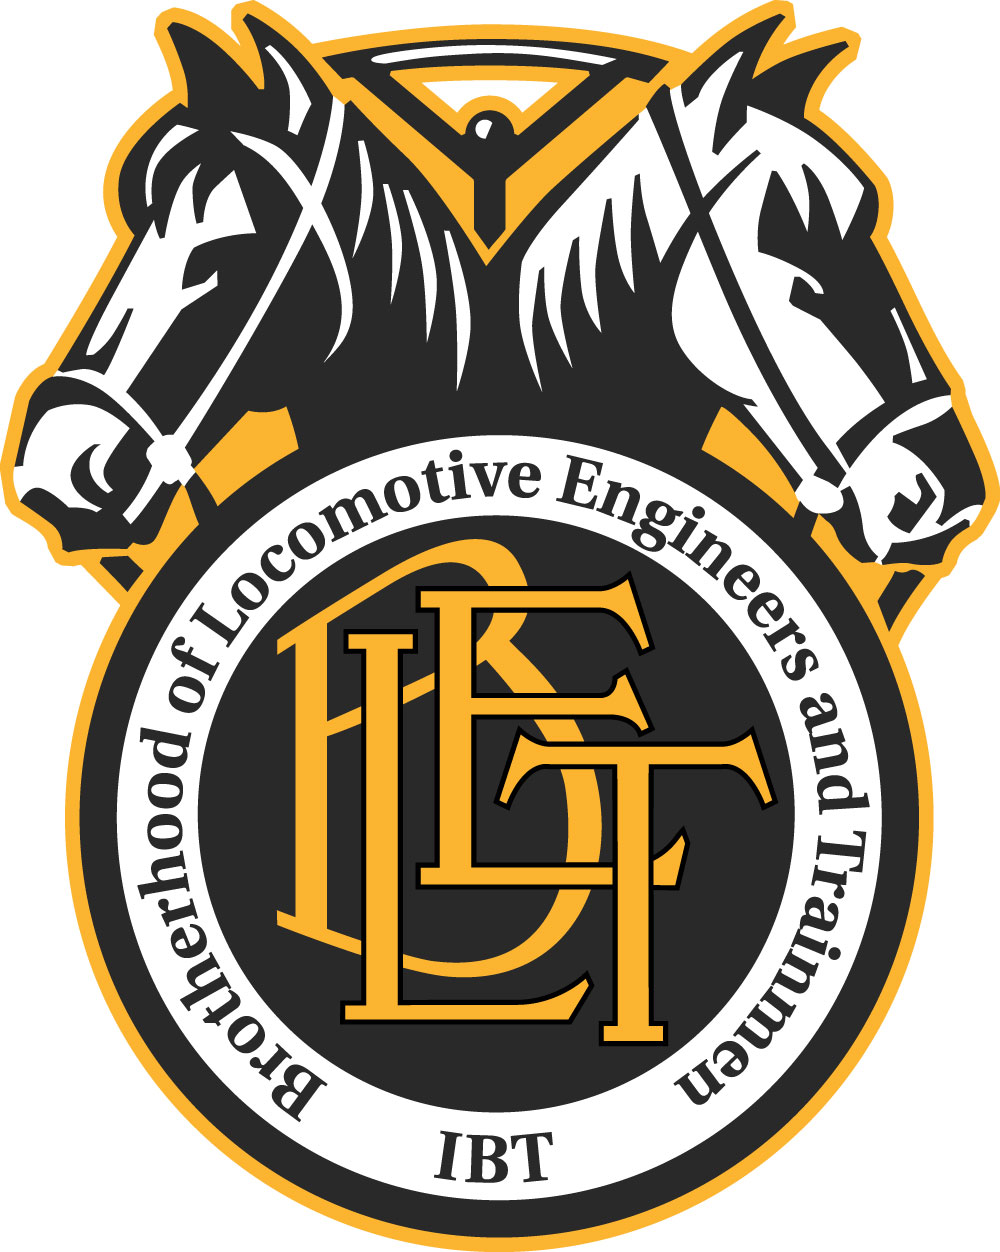 Brotherhood of Locomotive Engineers and Trainmen
BLET
IBT